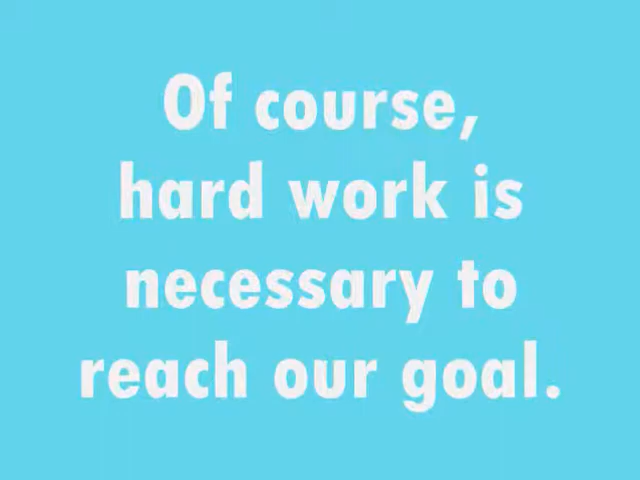 Of course,
hard work is
necessary to
reach our goal.